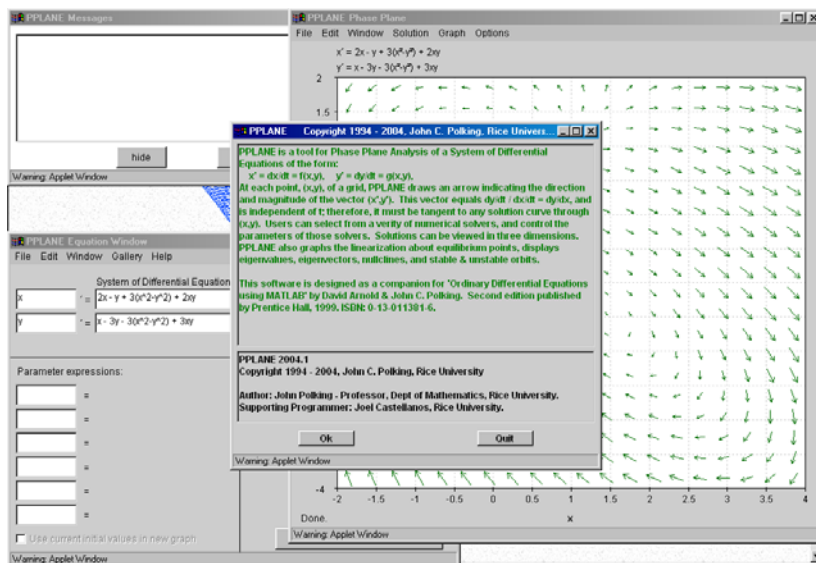 PPLANE Messages
hide
Warning: Applet Window
PPLANE Equation Window
File Edit Window Gallery Help
System of Differential Equation
x ' = 2x - y + 3(x^2-y^2) + 2xy
y ' = x - 3y - 3(x^2-y^2) + 3xy
Parameter expressions:
=
=
=
=
=
=
Use current initial values in new graph
Warning: Applet Window
PPLANE Phase Plane
File Edit Window Solution Graph Options
x' = 2x - y + 3(x²-y²) + 2xy
y' = x - 3y - 3(x²-y²) + 3xy
2
1.5
-4
-2 -1.5 -1 -0.5 0 0.5 1 1.5 2 2.5 3 3.5 4
x
Done.
Warning: Applet Window
PPLANE Copyright 1994 - 2004, John C. Polking, Rice Univers...
PPLANE is a tool for Phase Plane Analysis of a System of Differential
Equations of the form:
x' = dx/dt = f(x,y), y' = dy/dt = g(x,y),
At each point, (x,y), of a grid, PPLANE draws an arrow indicating the direction
and magnitude of the vector (x',y'). This vector equals dy/dt / dx/dt = dy/dx, and
is independent of t; therefore, it must be tangent to any solution curve through
(x,y). Users can select from a verity of numerical solvers, and control the
parameters of those solvers. Solutions can be viewed in three dimensions.
PPLANE also graphs the linearization about equilibrium points, displays
eigenvalues, eigenvectors, nullclines, and stable & unstable orbits.
This software is designed as a companion for 'Ordinary Differential Equations
using MATLAB' by David Arnold & John C. Polking. Second edition published
by Prentice Hall, 1999. ISBN: 0-13-011381-6.
PPLANE 2004.1
Copyright 1994 - 2004, John C. Polking, Rice University
Author: John Polking - Professor, Dept of Mathematics, Rice University.
Supporting Programmer: Joel Castellanos, Rice University.
Ok
Quit
Warning: Applet Window